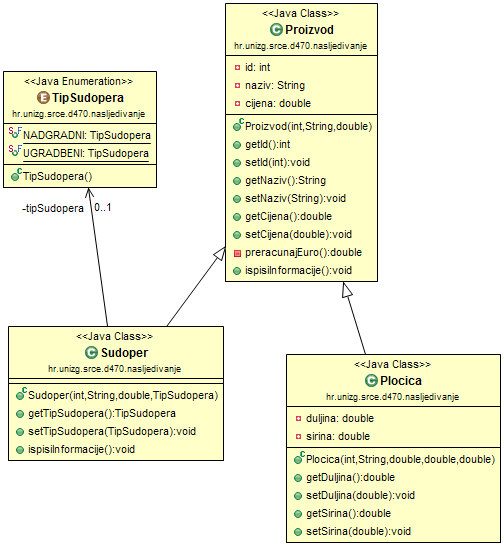 <<Java Class>>
Proizvod
hr.unizg.srce.d470.nasljedivanje
id: int
naziv: String
cijena: double
Proizvod(int,String,double)
getId():int
setId(int):void
getNaziv():String
setNaziv(String):void
getCijena():double
setCijena(double):void
preracunajEuro():double
ispisiInformacije():void
<<Java Enumeration>>
TipSudopera
hr.unizg.srce.d470.nasljedivanje
NADGRADNI: TipSudopera
UGRADBENI: TipSudopera
TipSudopera()
-tipSudopera 0..1
<<Java Class>>
Sudoper
hr.unizg.srce.d470.nasljedivanje
Sudoper(int,String,double,TipSudopera)
getTipSudopera():TipSudopera
setTipSudopera(TipSudopera):void
ispisiInformacije():void
<<Java Class>>
Plocica
hr.unizg.srce.d470.nasljedivanje
duljina: double
sirina: double
Plocica(int,String,double,double,double)
getDuljina():double
setDuljina(double):void
getSirina():double
setSirina(double):void